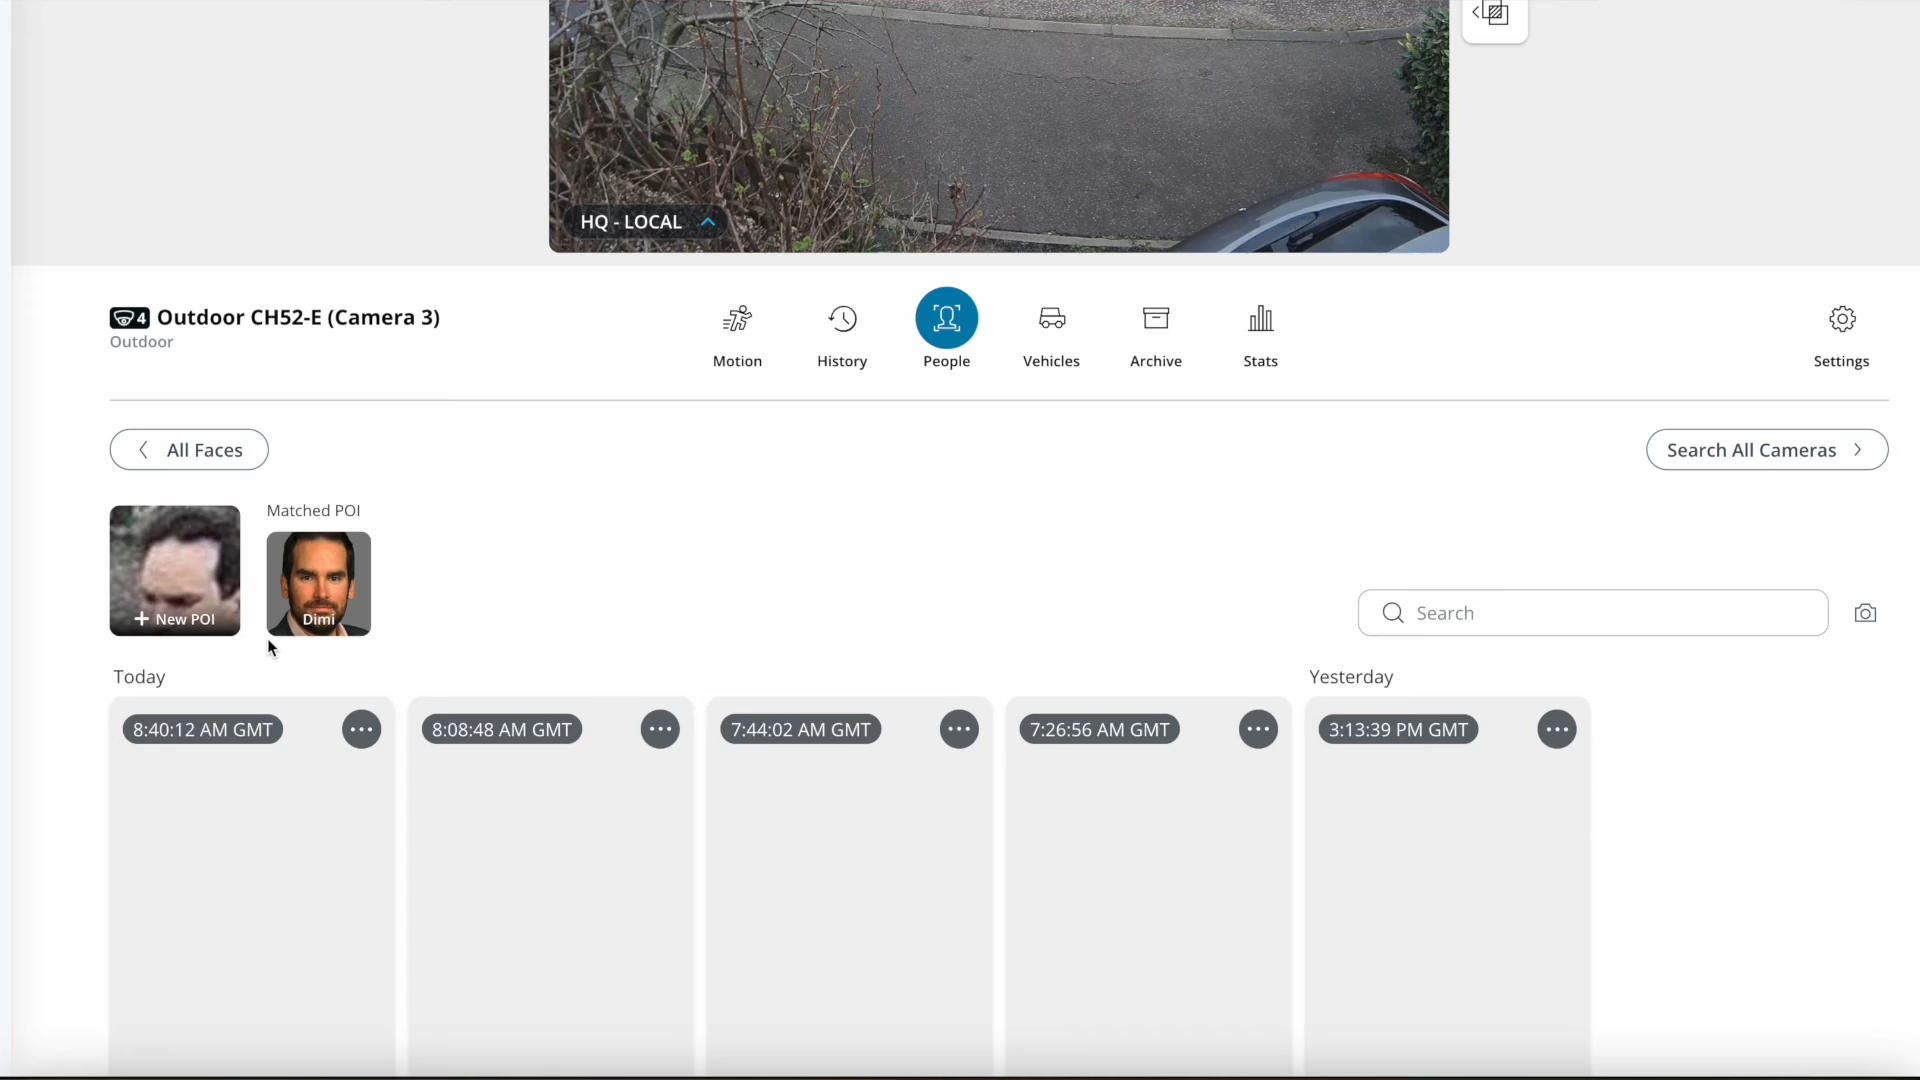 HQ - LOCAL
4 Outdoor CH52-E (Camera 3)
Outdoor
Motion
History
People
Vehicles
Archive
Stats
Settings
All Faces
Search All Cameras
+ New POI
Matched POI
Dimi
Search
Today
Yesterday
8:40:12 AM GMT
8:08:48 AM GMT
7:44:02 AM GMT
7:26:56 AM GMT
3:13:39 PM GMT